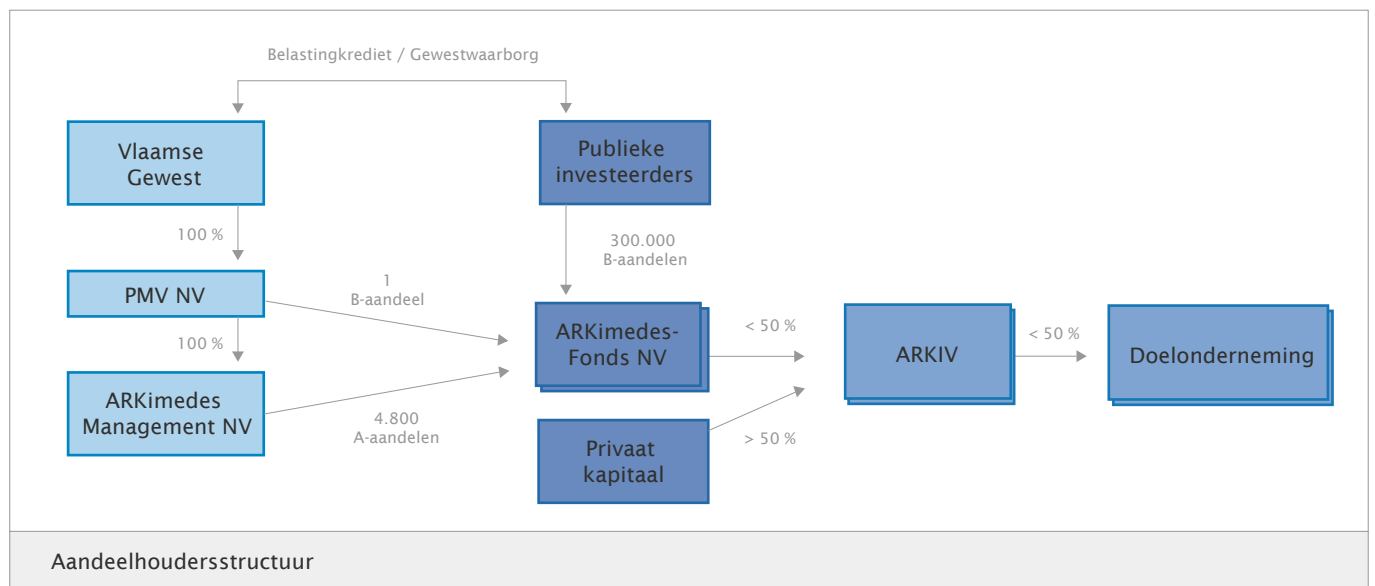 Belastingkrediet / Gewestwaarborg
Vlaamse
Gewest
Publieke
investeerders
100 %
300.000
B-aandelen
PMV NV
1
B-aandeel
ARKimedes-
Fonds NV
< 50 %
ARKIV
< 50 %
Doelonderneming
100 %
ARKimedes
Management NV
4.800
A-aandelen
Privaat
kapitaal
> 50 %
Aandeelhoudersstructuur